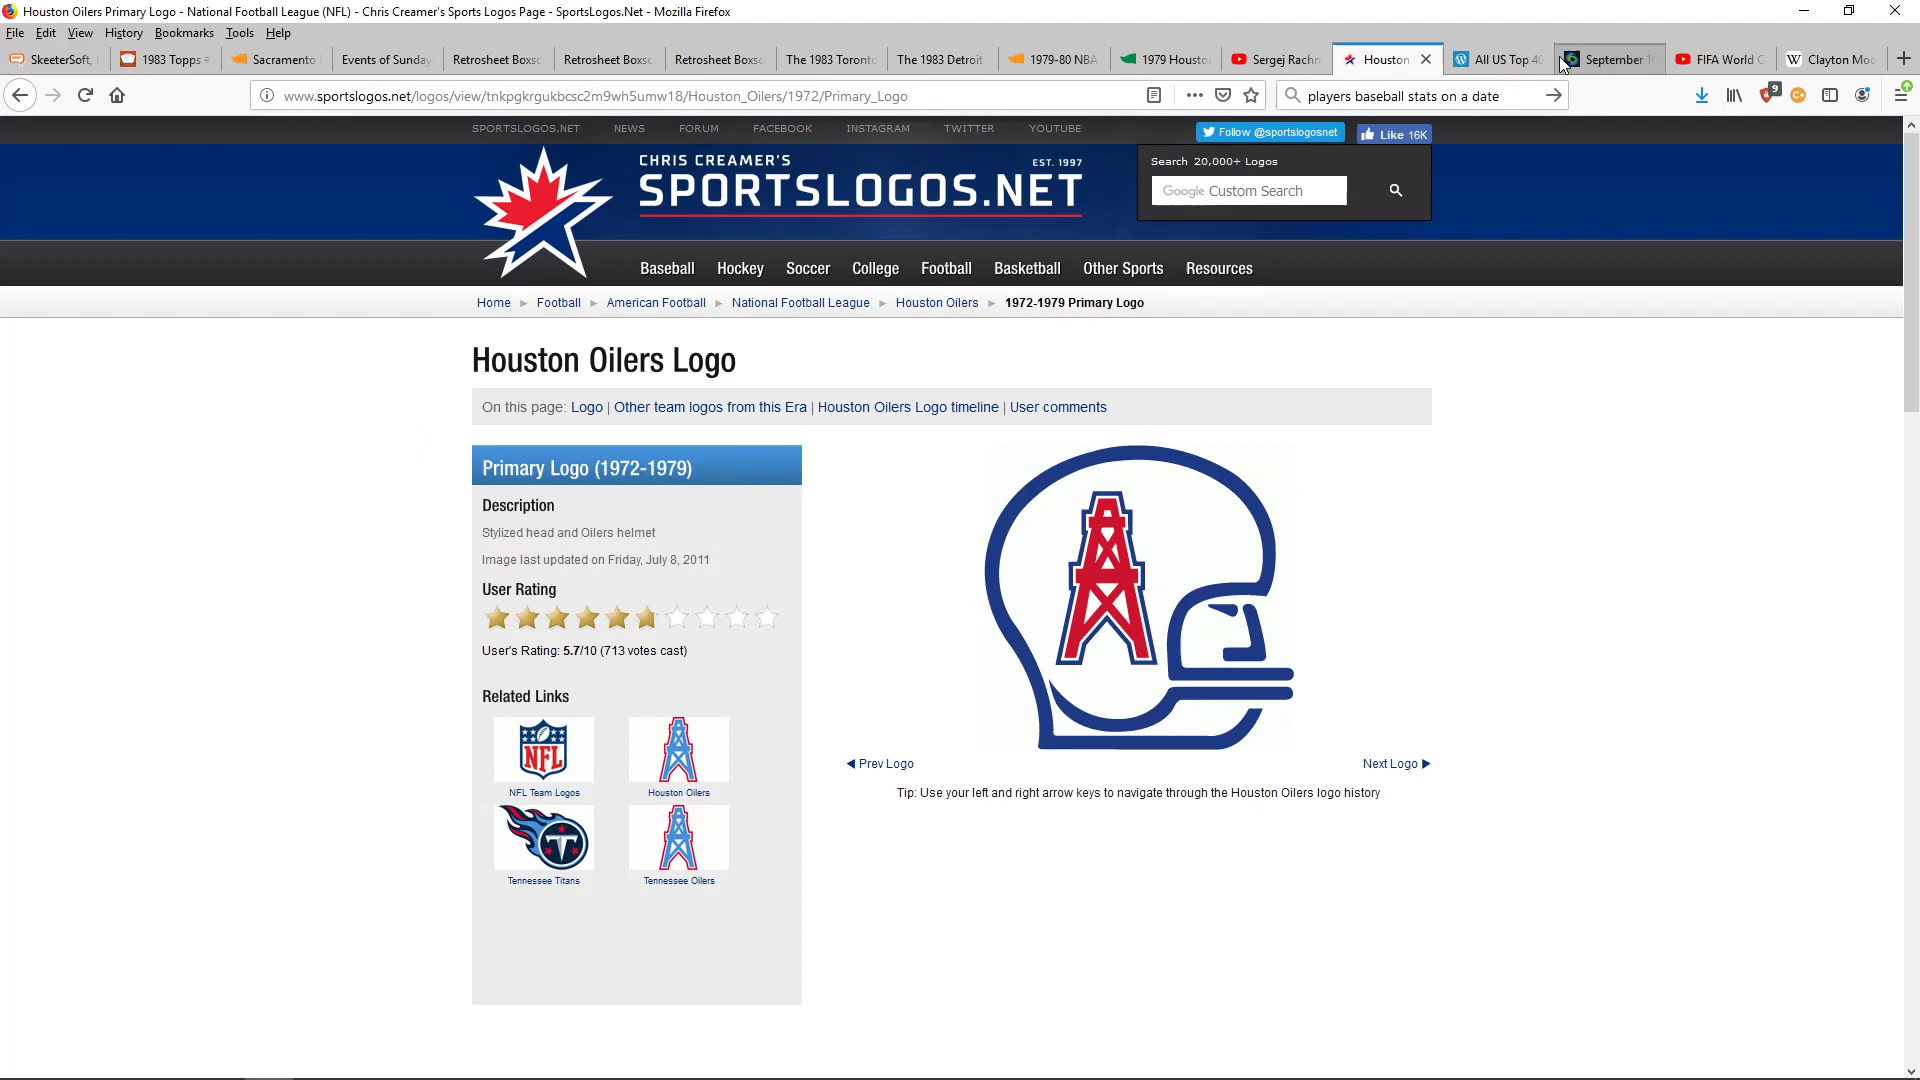 Houston Oilers Primary Logo - National Football League (NFL) - Chris Creamer's Sports Logos Page - SportsLogos.Net - Mozilla Firefox
File Edit View History Bookmarks Tools Help
SkeeterSoft, 1983 Topps Sacramento Events of Sunday Retrosheet Boxsc Retrosheet Boxsc Retrosheet Boxsc The 1983 Toronto The 1983 Detroit 1979-80 NBA 1979 Housto Sergej Rachm Houston All US Top 40 September 1 FIFA World C Clayton Moo
www.sportslogos.net/logos/view/tnkpgkrgukbcsc2m9wh5umw18/Houston_Oilers/1972/Primary_Logo players baseball stats on a date 9
SPORTSLOGOS.NET NEWS FORUM FACEBOOK INSTAGRAM TWITTER YOUTUBE Follow @sportslogosnet Like 16K
CHRIS CREAMER'S EST. 1997
SPORTSLOGOS.NET
Search 20,000+ Logos
Google Custom Search
Baseball Hockey Soccer College Football Basketball Other Sports Resources
Home ► Football ► American Football ► National Football League ► Houston Oilers ► 1972-1979 Primary Logo
Houston Oilers Logo
On this page: Logo | Other team logos from this Era | Houston Oilers Logo timeline | User comments
Primary Logo (1972-1979)
Description
Stylized head and Oilers helmet
Image last updated on Friday, July 8, 2011
User Rating
User's Rating: 5.7/10 (713 votes cast)
Related Links
NFL
NFL Team Logos Houston Oilers
T
Tennessee Titans Tennessee Oilers
◄ Prev Logo Next Logo ►
Tip: Use your left and right arrow keys to navigate through the Houston Oilers logo history